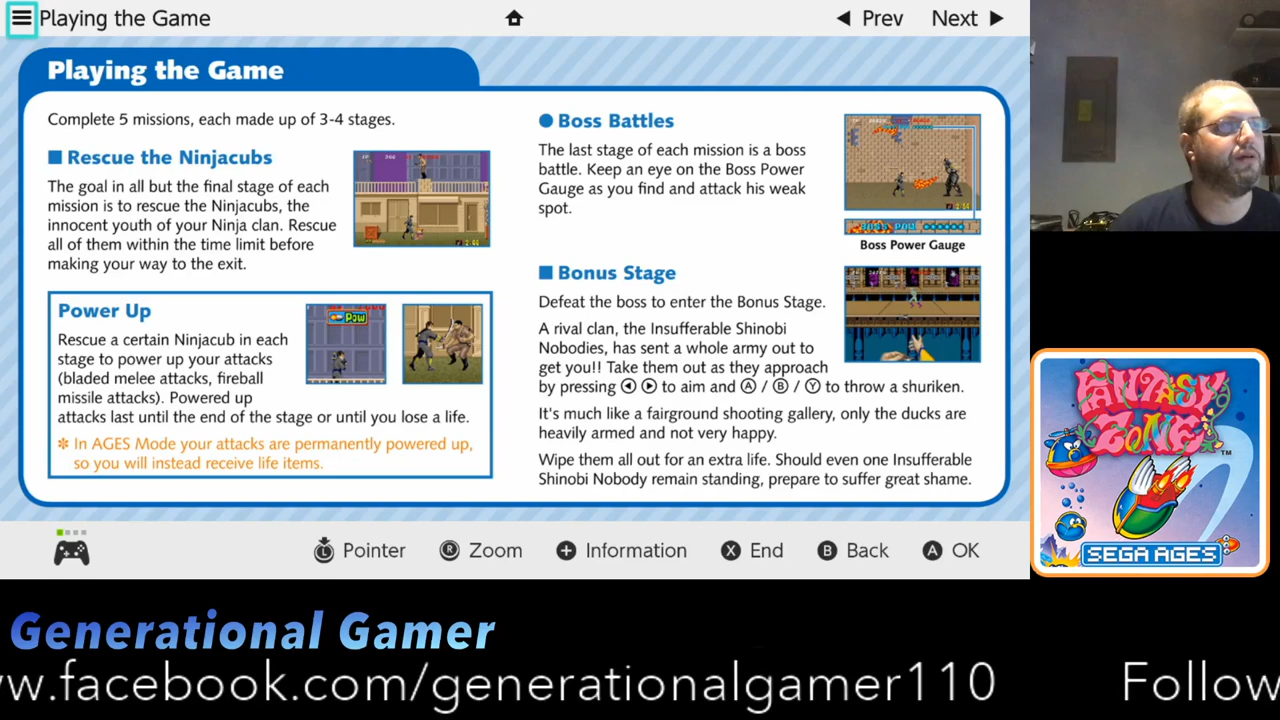 Playing the Game
Prev
Next
Playing the Game
Complete 5 missions, each made up of 3-4 stages.
Rescue the Ninjacubs
The goal in all but the final stage of each
mission is to rescue the Ninjacubs, the
innocent youth of your Ninja clan. Rescue
all of them within the time limit before
making your way to the exit.
Power Up
Rescue a certain Ninjacub in each
stage to power up your attacks
(bladed melee attacks, fireball
missile attacks). Powered up
attacks last until the end of the stage or until you lose a life.
✻ In AGES Mode your attacks are permanently powered up,
so you will instead receive life items.
POW
Boss Battles
The last stage of each mission is a boss
battle. Keep an eye on the Boss Power
Gauge as you find and attack his weak
spot.
Boss Power Gauge
Bonus Stage
Defeat the boss to enter the Bonus Stage.
A rival clan, the Insufferable Shinobi
Nobodies, has sent a whole army out to
get you!! Take them out as they approach
by pressing ◀ ▶ to aim and Ⓐ / Ⓑ / Ⓨ to throw a shuriken.
It's much like a fairground shooting gallery, only the ducks are
heavily armed and not very happy.
Wipe them all out for an extra life. Should even one Insufferable
Shinobi Nobody remain standing, prepare to suffer great shame.
Pointer
R Zoom
+ Information
X End
B Back
A OK
FANTASY
ZONE™
SEGA AGES
Generational Gamer
w.facebook.com/generationalgamer110 Follow